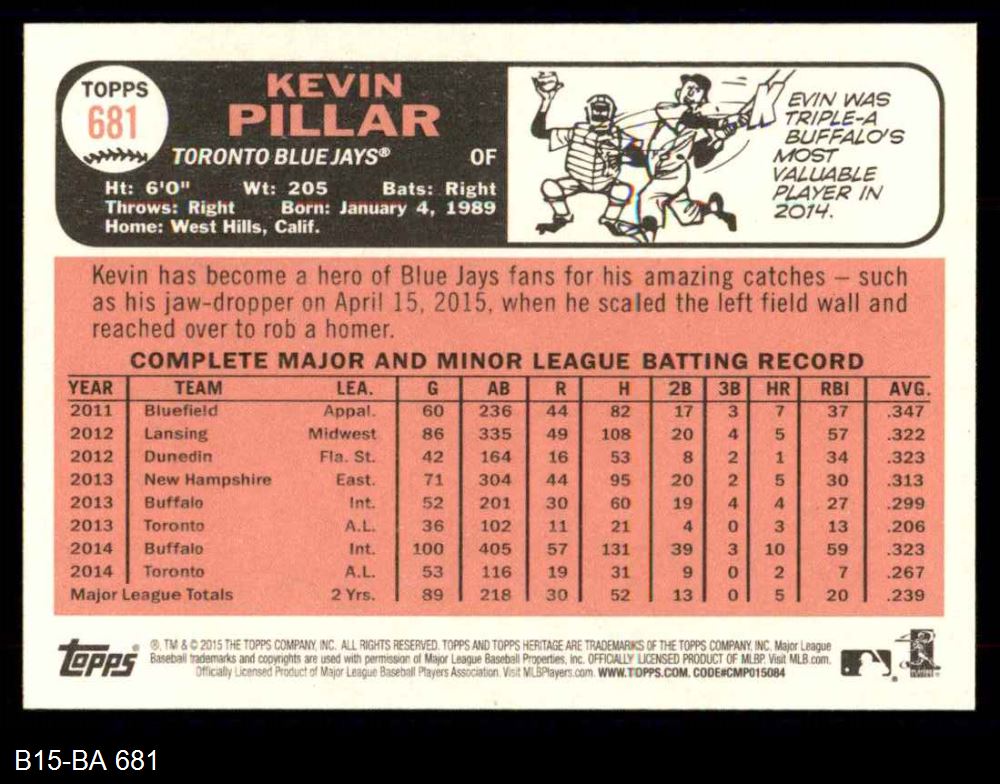 TOPPS
681
KEVIN
PILLAR
TORONTO BLUE JAYS® OF
Ht: 6'0" Wt: 205 Bats: Right
Throws: Right Born: January 4, 1989
Home: West Hills, Calif.
KEVIN WAS
TRIPLE-A
BUFFALO'S
MOST
VALUABLE
PLAYER IN
2014.
Kevin has become a hero of Blue Jays fans for his amazing catches – such
as his jaw-dropper on April 15, 2015, when he scaled the left field wall and
reached over to rob a homer.
COMPLETE MAJOR AND MINOR LEAGUE BATTING RECORD
YEAR TEAM LEA. G AB R H 2B 3B HR RBI AVG.
2011 Bluefield Appal. 60 236 44 82 17 3 7 37 .347
2012 Lansing Midwest 86 335 49 108 20 4 5 57 .322
2012 Dunedin Fla. St. 42 164 16 53 8 2 1 34 .323
2013 New Hampshire East. 71 304 44 95 20 2 5 30 .313
2013 Buffalo Int. 52 201 30 60 19 4 4 27 .299
2013 Toronto A.L. 36 102 11 21 4 0 3 13 .206
2014 Buffalo Int. 100 405 57 131 39 3 10 59 .323
2014 Toronto A.L. 53 116 19 31 9 0 2 7 .267
Major League Totals 2 Yrs. 89 218 30 52 13 0 5 20 .239
topps®
®, TM & © 2015 THE TOPPS COMPANY, INC. ALL RIGHTS RESERVED. TOPPS AND TOPPS HERITAGE ARE TRADEMARKS OF THE TOPPS COMPANY, INC. Major League
Baseball trademarks and copyrights are used with permission of Major League Baseball Properties, Inc. OFFICIALLY LICENSED PRODUCT OF MLBP. Visit MLB.com.
Officially Licensed Product of Major League Baseball Players Association. Visit MLBPlayers.com. WWW.TOPPS.COM. CODE#CMP015084
B15-BA 681